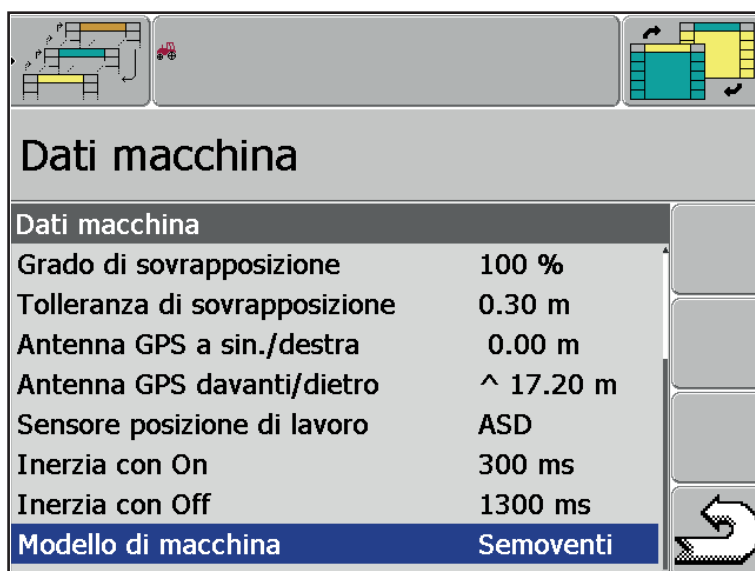 Dati macchina
Dati macchina
Grado di sovrapposizione 100 %
Tolleranza di sovrapposizione 0.30 m
Antenna GPS a sin./destra 0.00 m
Antenna GPS davanti/dietro ^ 17.20 m
Sensore posizione di lavoro ASD
Inerzia con On 300 ms
Inerzia con Off 1300 ms
Modello di macchina Semoventi